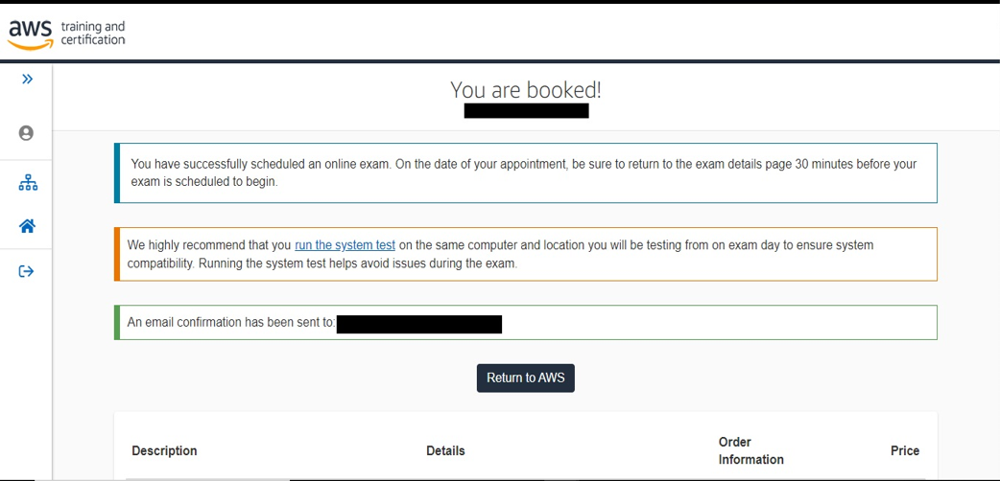 aws training and
certification
You are booked!
You have successfully scheduled an online exam. On the date of your appointment, be sure to return to the exam details page 30 minutes before your
exam is scheduled to begin.
We highly recommend that you run the system test on the same computer and location you will be testing from on exam day to ensure system
compatibility. Running the system test helps avoid issues during the exam.
An email confirmation has been sent to:
Return to AWS
Description Details Order Information Price